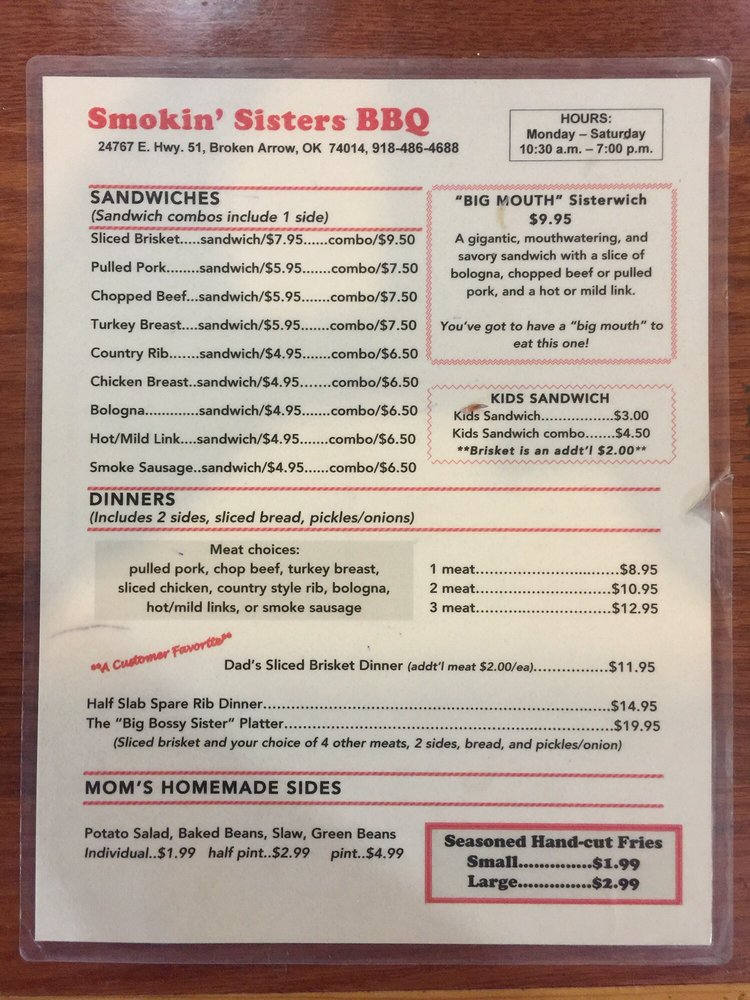 Smokin' Sisters BBQ
24767 E. Hwy. 51, Broken Arrow, OK 74014, 918-486-4688
HOURS:
Monday – Saturday
10:30 a.m. – 7:00 p.m.
SANDWICHES
(Sandwich combos include 1 side)
Sliced Brisket.....sandwich/$7.95......combo/$9.50
Pulled Pork........sandwich/$5.95.......combo/$7.50
Chopped Beef...sandwich/$5.95.......combo/$7.50
Turkey Breast....sandwich/$5.95.......combo/$7.50
Country Rib.......sandwich/$4.95......combo/$6.50
Chicken Breast..sandwich/$4.95......combo/$6.50
Bologna.............sandwich/$4.95......combo/$6.50
Hot/Mild Link....sandwich/$4.95......combo/$6.50
Smoke Sausage..sandwich/$4.95......combo/$6.50
"BIG MOUTH" Sisterwich
$9.95
A gigantic, mouthwatering, and
savory sandwich with a slice of
bologna, chopped beef or pulled
pork, and a hot or mild link.
You've got to have a "big mouth" to
eat this one!
KIDS SANDWICH
Kids Sandwich.................$3.00
Kids Sandwich combo.......$4.50
**Brisket is an addt'l $2.00**
DINNERS
(Includes 2 sides, sliced bread, pickles/onions)
Meat choices:
pulled pork, chop beef, turkey breast,
sliced chicken, country style rib, bologna,
hot/mild links, or smoke sausage
1 meat..............................$8.95
2 meat............................$10.95
3 meat............................$12.95
**A Customer Favorite**
Dad's Sliced Brisket Dinner (addt'l meat $2.00/ea)..................$11.95
Half Slab Spare Rib Dinner...........................................................................$14.95
The "Big Bossy Sister" Platter......................................................................$19.95
(Sliced brisket and your choice of 4 other meats, 2 sides, bread, and pickles/onion)
MOM'S HOMEMADE SIDES
Potato Salad, Baked Beans, Slaw, Green Beans
Individual..$1.99 half pint..$2.99 pint..$4.99
Seasoned Hand-cut Fries
Small..............$1.99
Large..............$2.99